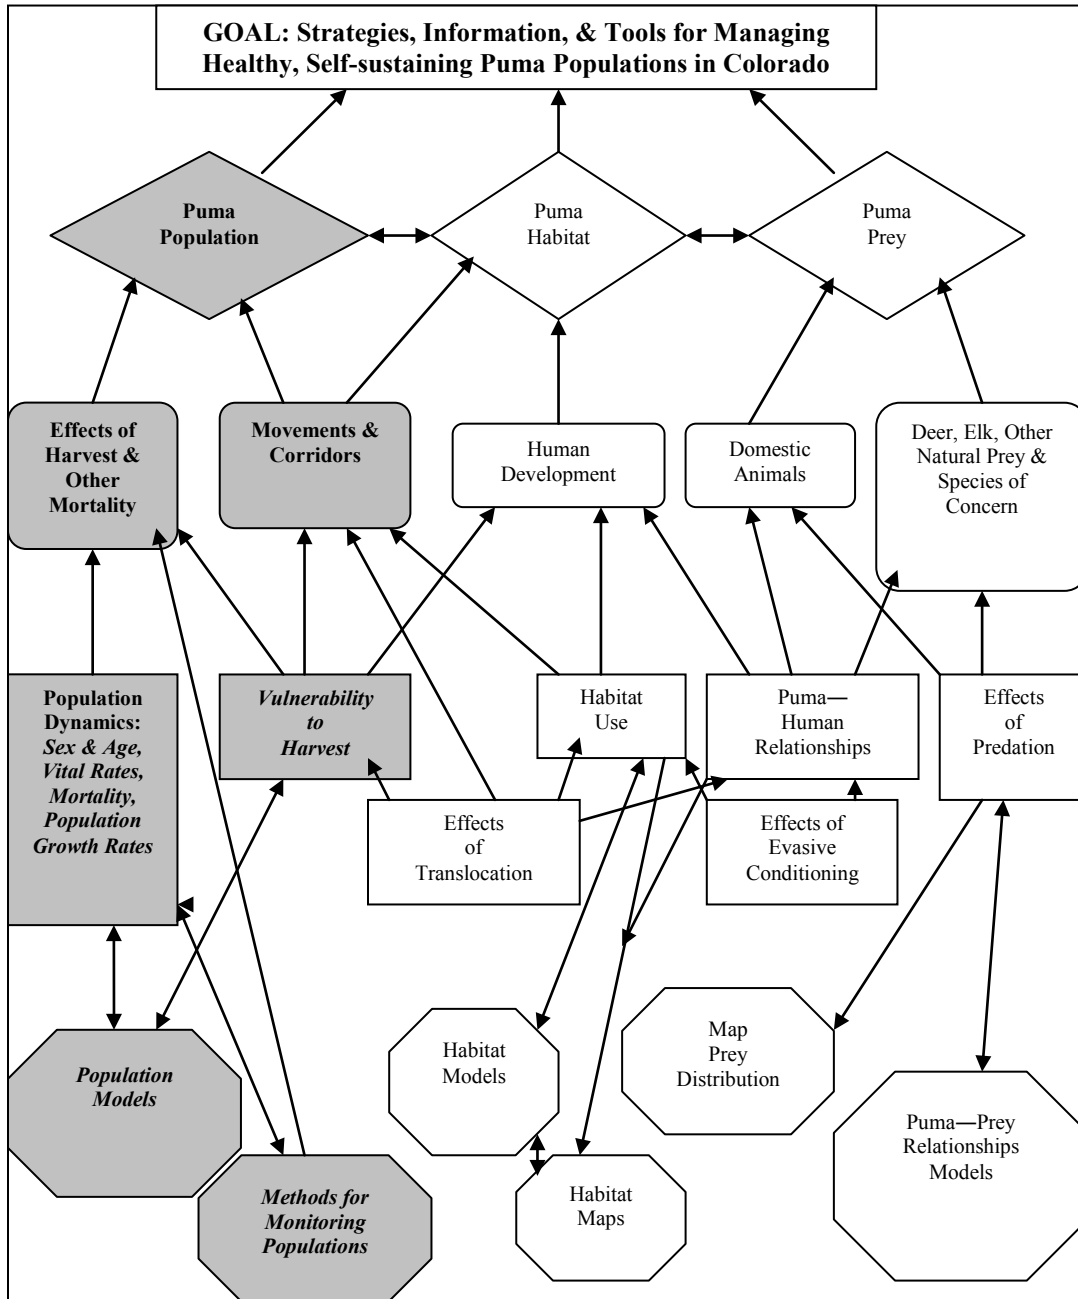 GOAL: Strategies, Information, & Tools for Managing
Healthy, Self-sustaining Puma Populations in Colorado
Puma
Population
Puma
Habitat
Puma
Prey
Effects of
Harvest &
Other
Mortality
Movements &
Corridors
Human
Development
Domestic
Animals
Deer, Elk, Other
Natural Prey &
Species of
Concern
Population
Dynamics:
Sex & Age,
Vital Rates,
Mortality,
Population
Growth Rates
Vulnerability
to
Harvest
Habitat
Use
Puma—
Human
Relationships
Effects
of
Predation
Effects
of
Translocation
Effects of
Evasive
Conditioning
Population
Models
Habitat
Models
Map
Prey
Distribution
Puma—Prey
Relationships
Models
Methods for
Monitoring
Populations
Habitat
Maps